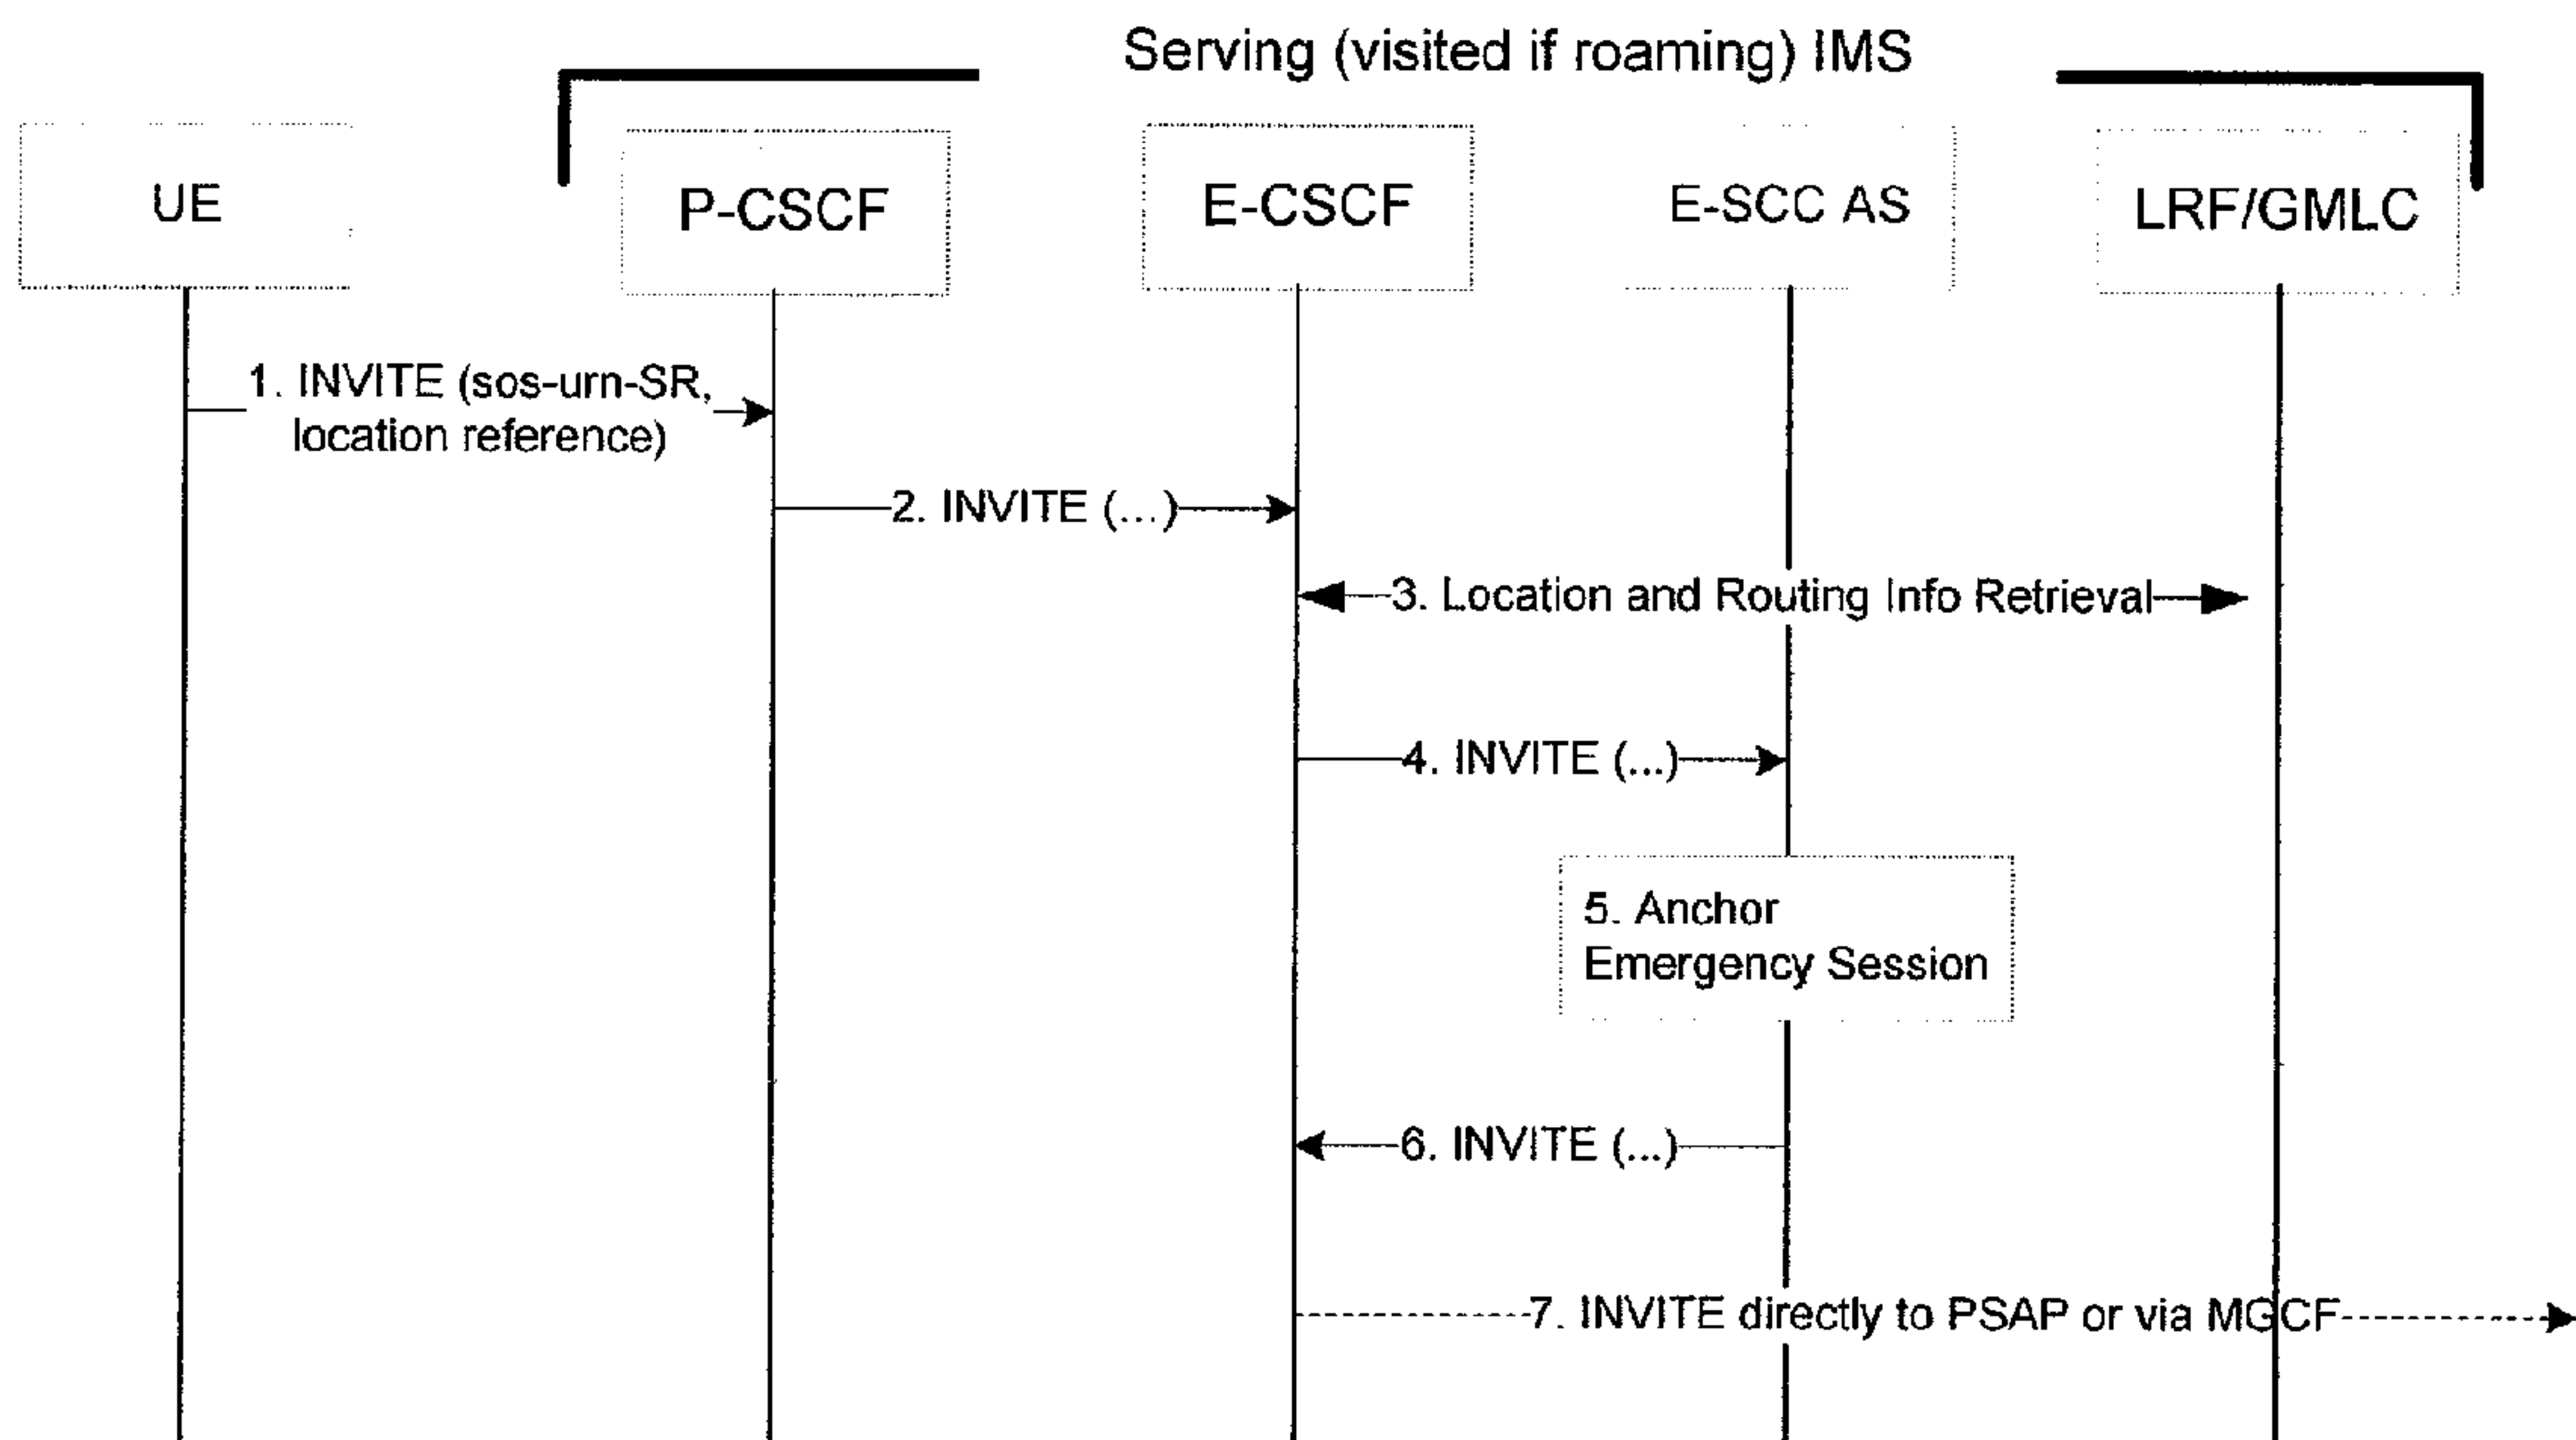 Serving (visited if roaming) IMS
UE
P-CSCF
E-CSCF
E-SCC AS
LRF/GMLC
1. INVITE (sos-urn-SR,
location reference)
2. INVITE (...)
3. Location and Routing Info Retrieval
4. INVITE (...)
5. Anchor
Emergency Session
6. INVITE (...)
7. INVITE directly to PSAP or via MGCF